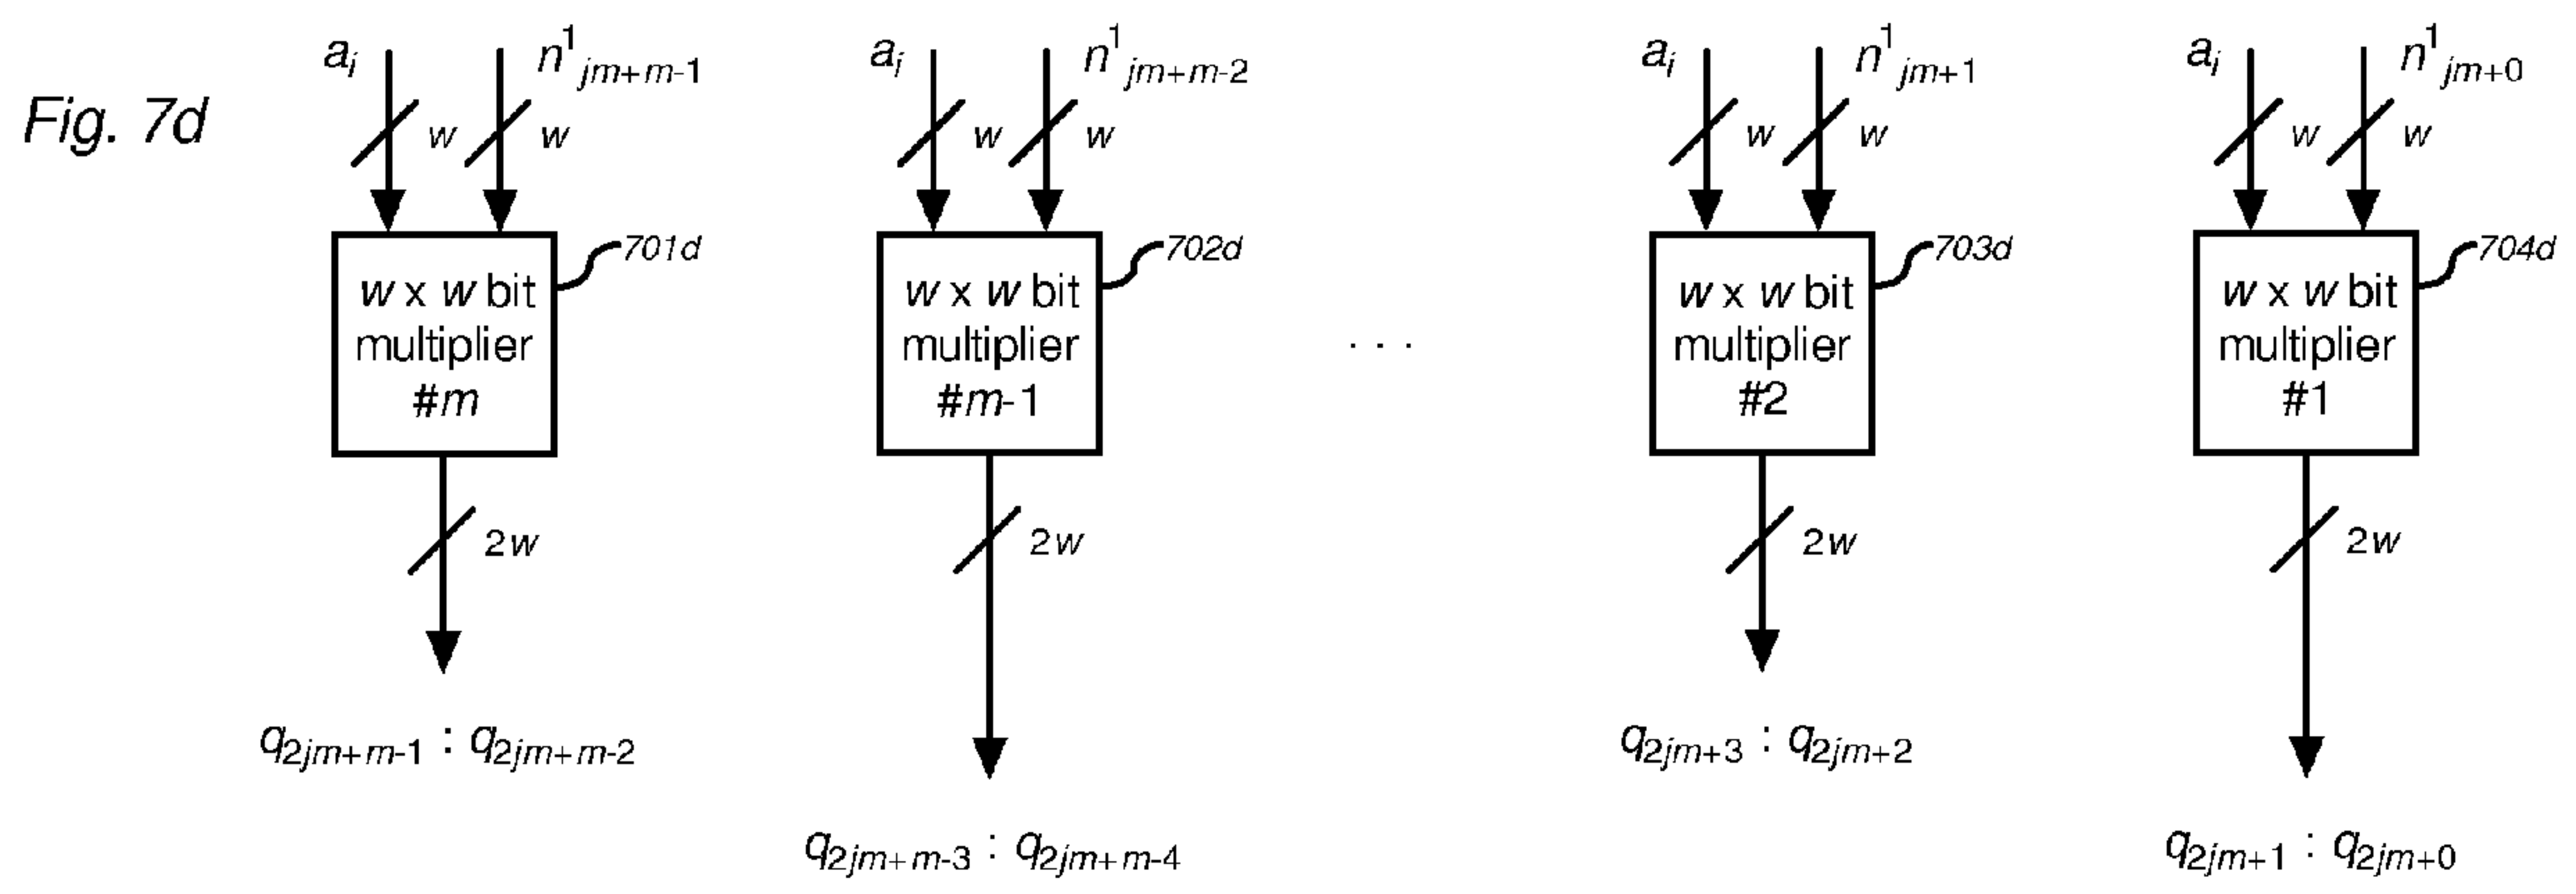 Fig. 7d
a_i n^1_{jm+m-1} a_i n^1_{jm+m-2} a_i n^1_{jm+1} a_i n^1_{jm+0}
w w w w w w w w
701d 702d 703d 704d
w x w bit
multiplier
#m
w x w bit
multiplier
#m-1
. . .
w x w bit
multiplier
#2
w x w bit
multiplier
#1
2w 2w 2w 2w
q_{2jm+m-1} : q_{2jm+m-2}
q_{2jm+m-3} : q_{2jm+m-4}
q_{2jm+3} : q_{2jm+2}
q_{2jm+1} : q_{2jm+0}